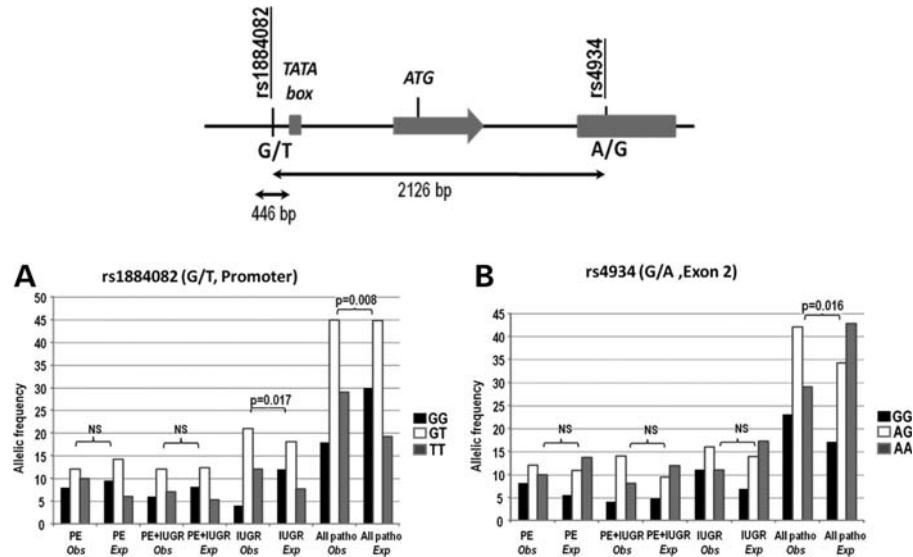 rs1884082
TATA
box
ATG
rs4934
G/T
A/G
2126 bp
446 bp
A
rs1884082 (G/T, Promoter)
Allelic frequency
50
45
40
35
30
25
20
15
10
5
0
NS
NS
p=0.017
p=0.008
GG
GT
TT
PE PE PE+IUGR PE+IUGR IUGR IUGR All patho All patho
Obs Exp Obs Exp Obs Exp Obs Exp
B
rs4934 (G/A ,Exon 2)
Allelic frequency
45
40
35
30
25
20
15
10
5
0
NS
NS
NS
p=0.016
GG
AG
AA
PE PE PE+IUGR PE+IUGR IUGR IUGR All patho All patho
Obs Exp Obs Exp Obs Exp Obs Exp